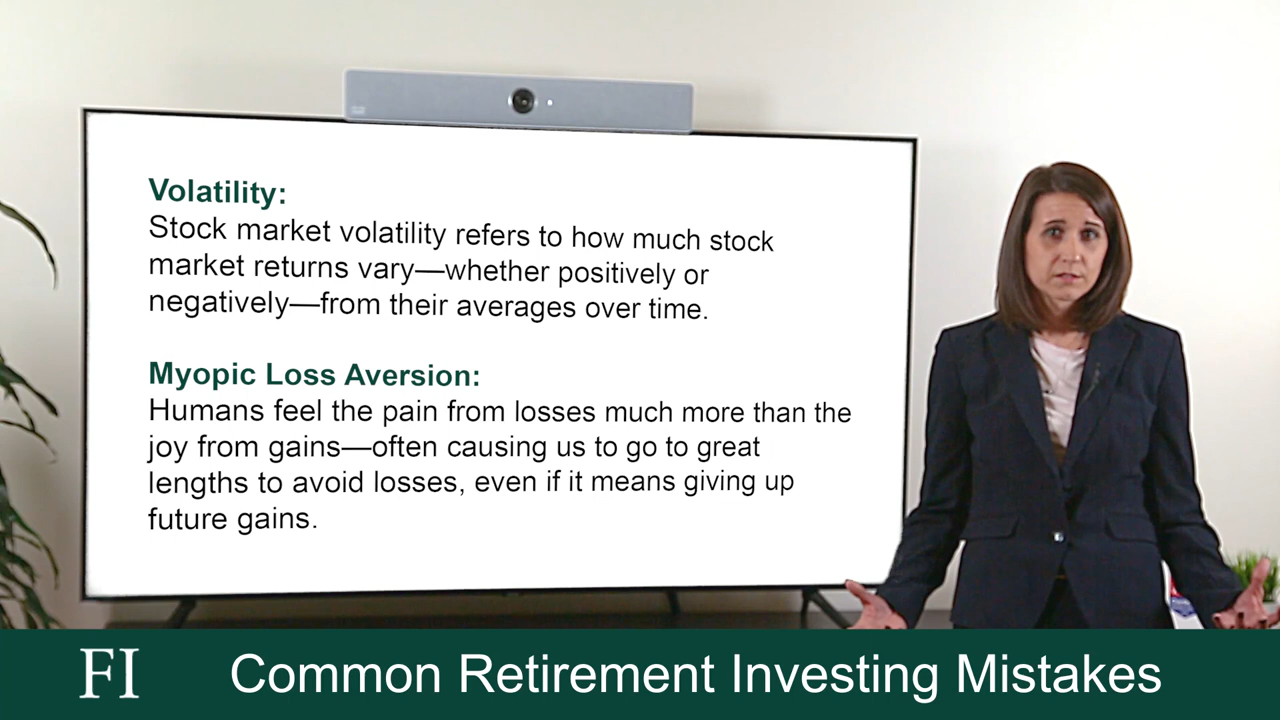 Volatility:
Stock market volatility refers to how much stock
market returns vary—whether positively or
negatively—from their averages over time.
Myopic Loss Aversion:
Humans feel the pain from losses much more than the
joy from gains—often causing us to go to great
lengths to avoid losses, even if it means giving up
future gains.
FI
Common Retirement Investing Mistakes